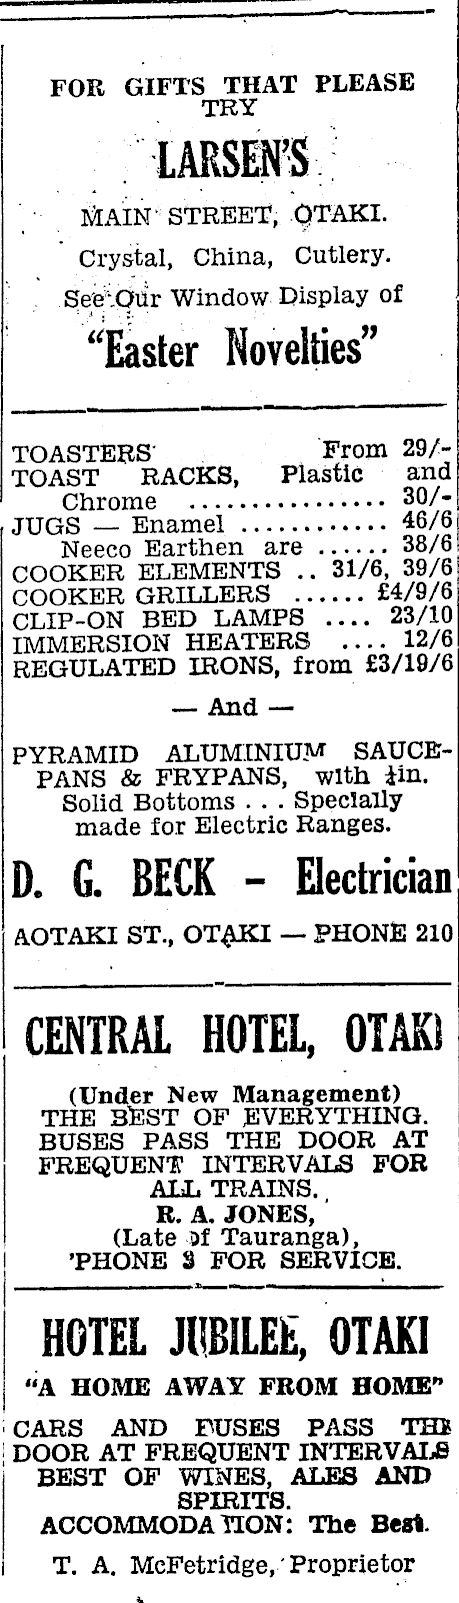 FOR GIFTS THAT PLEASE
TRY
LARSEN'S
MAIN STREET, OTAKI.
Crystal, China, Cutlery.
See Our Window Display of
"Easter Novelties"
TOASTERS From 29/-
TOAST RACKS, Plastic and
Chrome ................ 30/-
JUGS — Enamel ............ 46/6
Neeco Earthen are ...... 38/6
COOKER ELEMENTS .. 31/6, 39/6
COOKER GRILLERS ...... £4/9/6
CLIP-ON BED LAMPS .... 23/10
IMMERSION HEATERS .... 12/6
REGULATED IRONS, from £3/19/6
— And —
PYRAMID ALUMINIUM SAUCE-
PANS & FRYPANS, with ¼in.
Solid Bottoms . . . Specially
made for Electric Ranges.
D. G. BECK - Electrician
AOTAKI ST., OTAKI — PHONE 210
CENTRAL HOTEL, OTAKI
(Under New Management)
THE BEST OF EVERYTHING.
BUSES PASS THE DOOR AT
FREQUENT INTERVALS FOR
ALL TRAINS.
R. A. JONES,
(Late of Tauranga),
'PHONE 3 FOR SERVICE.
HOTEL JUBILEE, OTAKI
"A HOME AWAY FROM HOME"
CARS AND BUSES PASS THE
DOOR AT FREQUENT INTERVALS
BEST OF WINES, ALES AND
SPIRITS.
ACCOMMODATION: The Best.
T. A. McFetridge, Proprietor